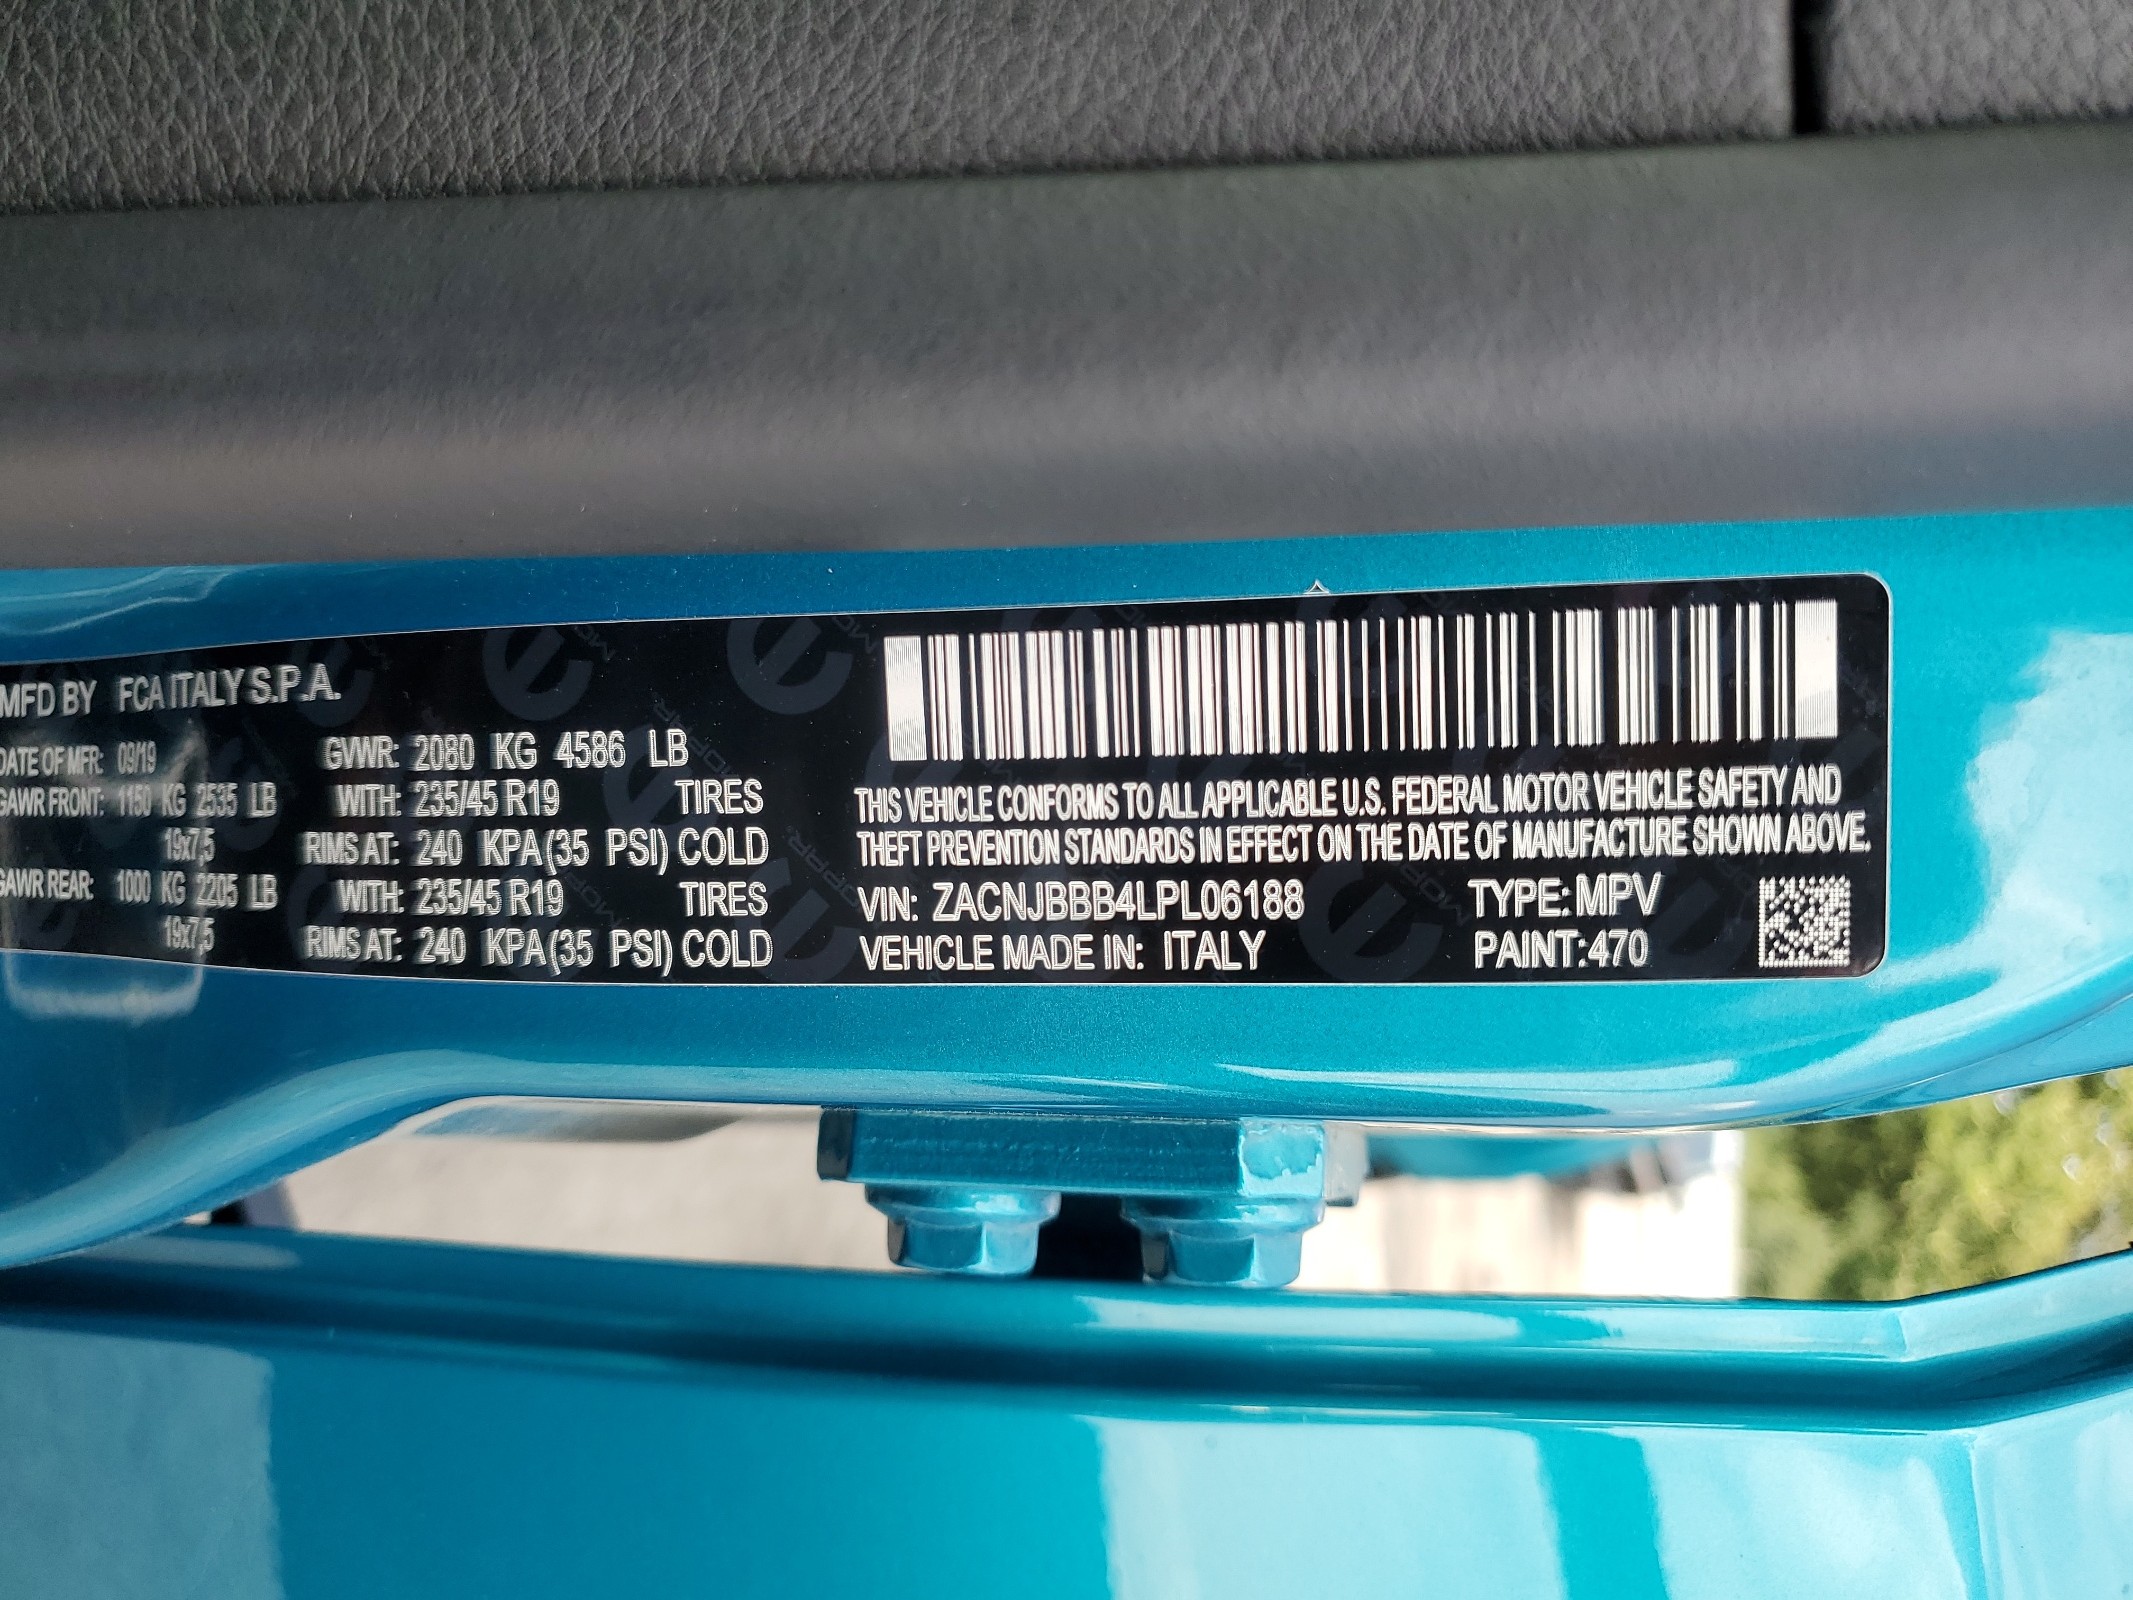 MFD BY FCA ITALY S.P.A.
DATE OF MFR: 09/19 GVWR: 2080 KG 4586 LB
GAWR FRONT: 1150 KG 2535 LB WITH: 235/45 R19 TIRES
19x7,5 RIMS AT: 240 KPA(35 PSI) COLD
GAWR REAR: 1000 KG 2205 LB WITH: 235/45 R19 TIRES
19x7,5 RIMS AT: 240 KPA(35 PSI) COLD
THIS VEHICLE CONFORMS TO ALL APPLICABLE U.S. FEDERAL MOTOR VEHICLE SAFETY AND
THEFT PREVENTION STANDARDS IN EFFECT ON THE DATE OF MANUFACTURE SHOWN ABOVE.
VIN: ZACNJBBB4LPL06188 TYPE: MPV
VEHICLE MADE IN: ITALY PAINT:470